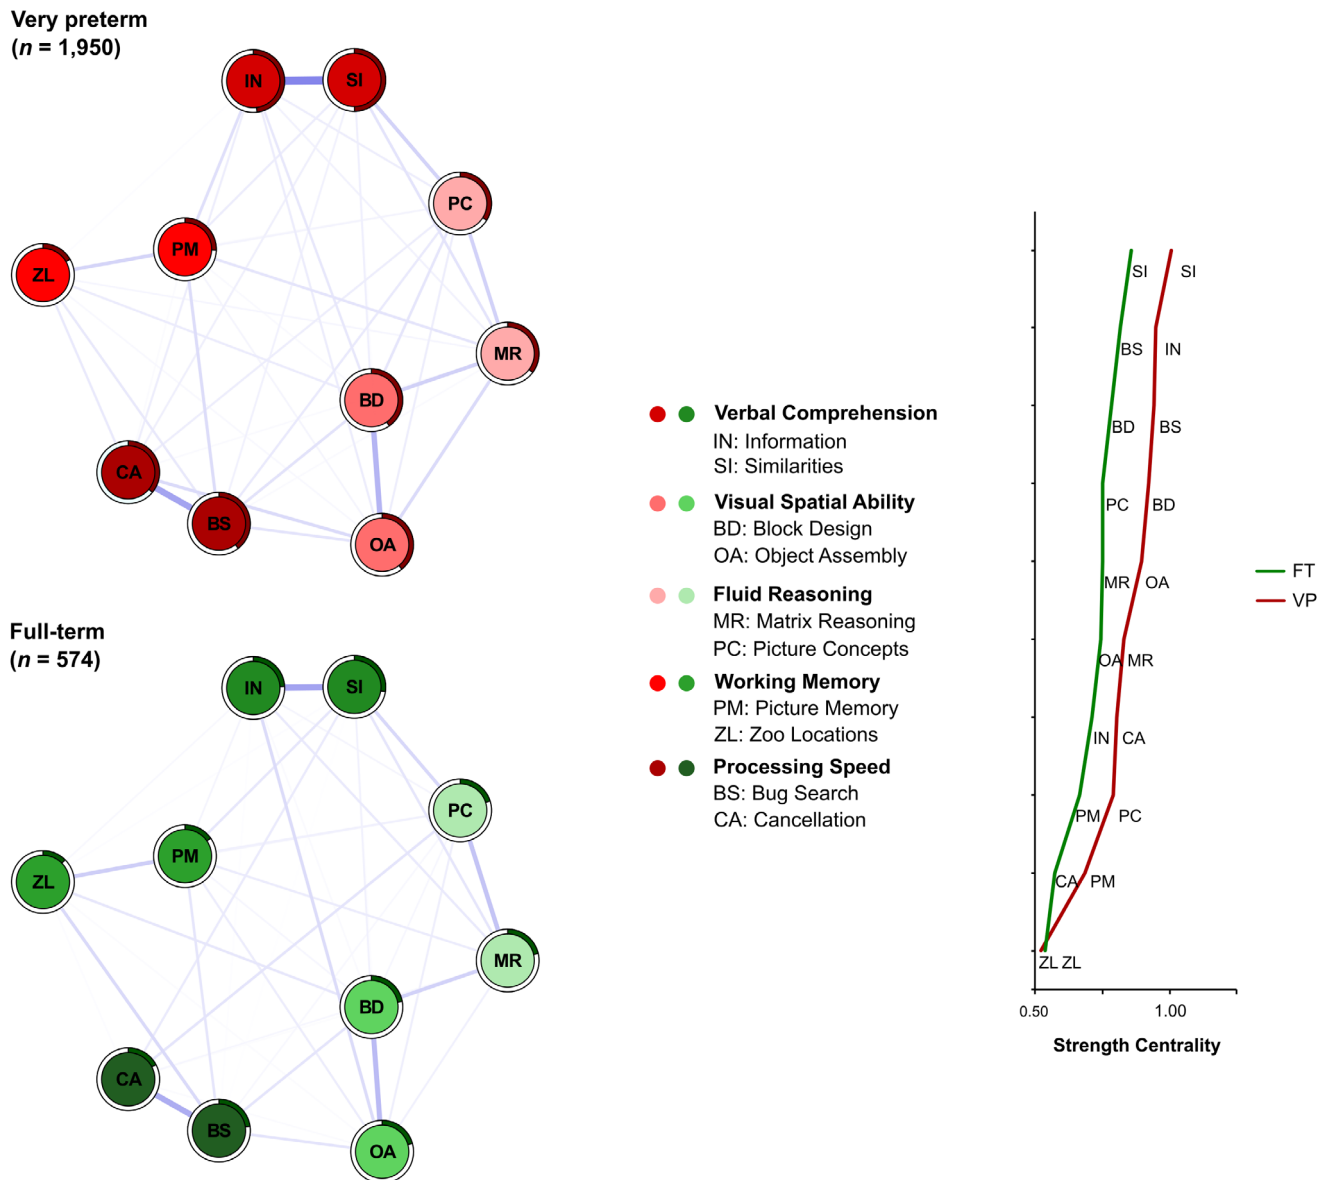 Very preterm
(n = 1,950)
IN
SI
PC
PM
ZL
MR
BD
CA
BS
OA
Full-term
(n = 574)
IN
SI
PC
PM
ZL
MR
BD
CA
BS
OA
Verbal Comprehension
IN: Information
SI: Similarities
Visual Spatial Ability
BD: Block Design
OA: Object Assembly
Fluid Reasoning
MR: Matrix Reasoning
PC: Picture Concepts
Working Memory
PM: Picture Memory
ZL: Zoo Locations
Processing Speed
BS: Bug Search
CA: Cancellation
SI SI
BS IN
BD BS
PC BD
MR OA
OA MR
IN CA
PM PC
CA PM
ZL ZL
0.50 1.00
Strength Centrality
FT
VP